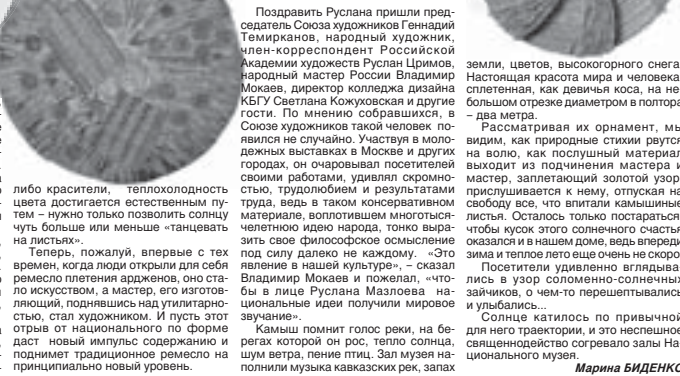 либо красители, теплохолодность
цвета достигается естественным пу-
тем – нужно только позволить солнцу
чуть больше или меньше «танцевать
на листьях».
Теперь, пожалуй, впервые с тех
времен, когда люди открыли для себя
ремесло плетения ардженов, оно ста-
ло искусством, а мастер, его изготов-
ляющий, поднявшись над утилитарно-
стью, стал художником. И пусть этот
отрыв от национального по форме
даст новый импульс содержанию и
поднимет традиционное ремесло на
принципиально новый уровень.
Поздравить Руслана пришли пред-
седатель Союза художников Геннадий
Темирканов, народный художник,
член-корреспондент Российской
Академии художеств Руслан Цримов,
народный мастер России Владимир
Мокаев, директор колледжа дизайна
КБГУ Светлана Кожуховская и другие
гости. По мнению собравшихся, в
Союзе художников такой человек по-
явился не случайно. Участвуя в моло-
дежных выставках в Москве и других
городах, он очаровывал посетителей
своими работами, удивлял скромно-
стью, трудолюбием и результатами
труда, ведь в таком консервативном
материале, воплотившем многотыся-
челетнюю идею народа, тонко выра-
зить свое философское осмысление
под силу далеко не каждому. «Это
явление в нашей культуре», – сказал
Владимир Мокаев и пожелал, «что-
бы в лице Руслана Мазлоева на-
циональные идеи получили мировое
звучание».
Камыш помнит голос реки, на бе-
регах которой он рос, тепло солнца,
шум ветра, пение птиц. Зал музея на-
полнили музыка кавказских рек, запах
земли, цветов, высокогорного снега.
Настоящая красота мира и человека,
сплетенная, как девичья коса, на не-
большом отрезке диаметром в полтора
– два метра.
Рассматривая их орнамент, мы
видим, как природные стихии рвутся
на волю, как послушный материал
выходит из подчинения мастера и
мастер, заплетающий золотой узор,
прислушивается к нему, отпуская на
свободу все, что впитали камышиные
листья. Осталось только постараться,
чтобы кусок этого солнечного счастья
оказался и в нашем доме, ведь впереди
зима и теплое лето еще очень не скоро.
Посетители удивленно вглядыва-
лись в узор соломенно-солнечных
зайчиков, о чем-то перешептывались
и улыбались...
Солнце катилось по привычной
для него траектории, и это неспешное
священнодейство согревало залы На-
ционального музея.
Марина БИДЕНКО